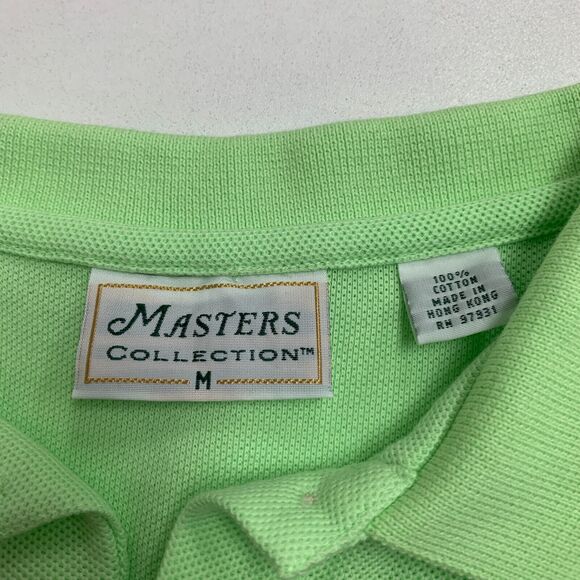 MASTERS
COLLECTION™
M
100%
COTTON
MADE IN
HONG KONG
RN 97931